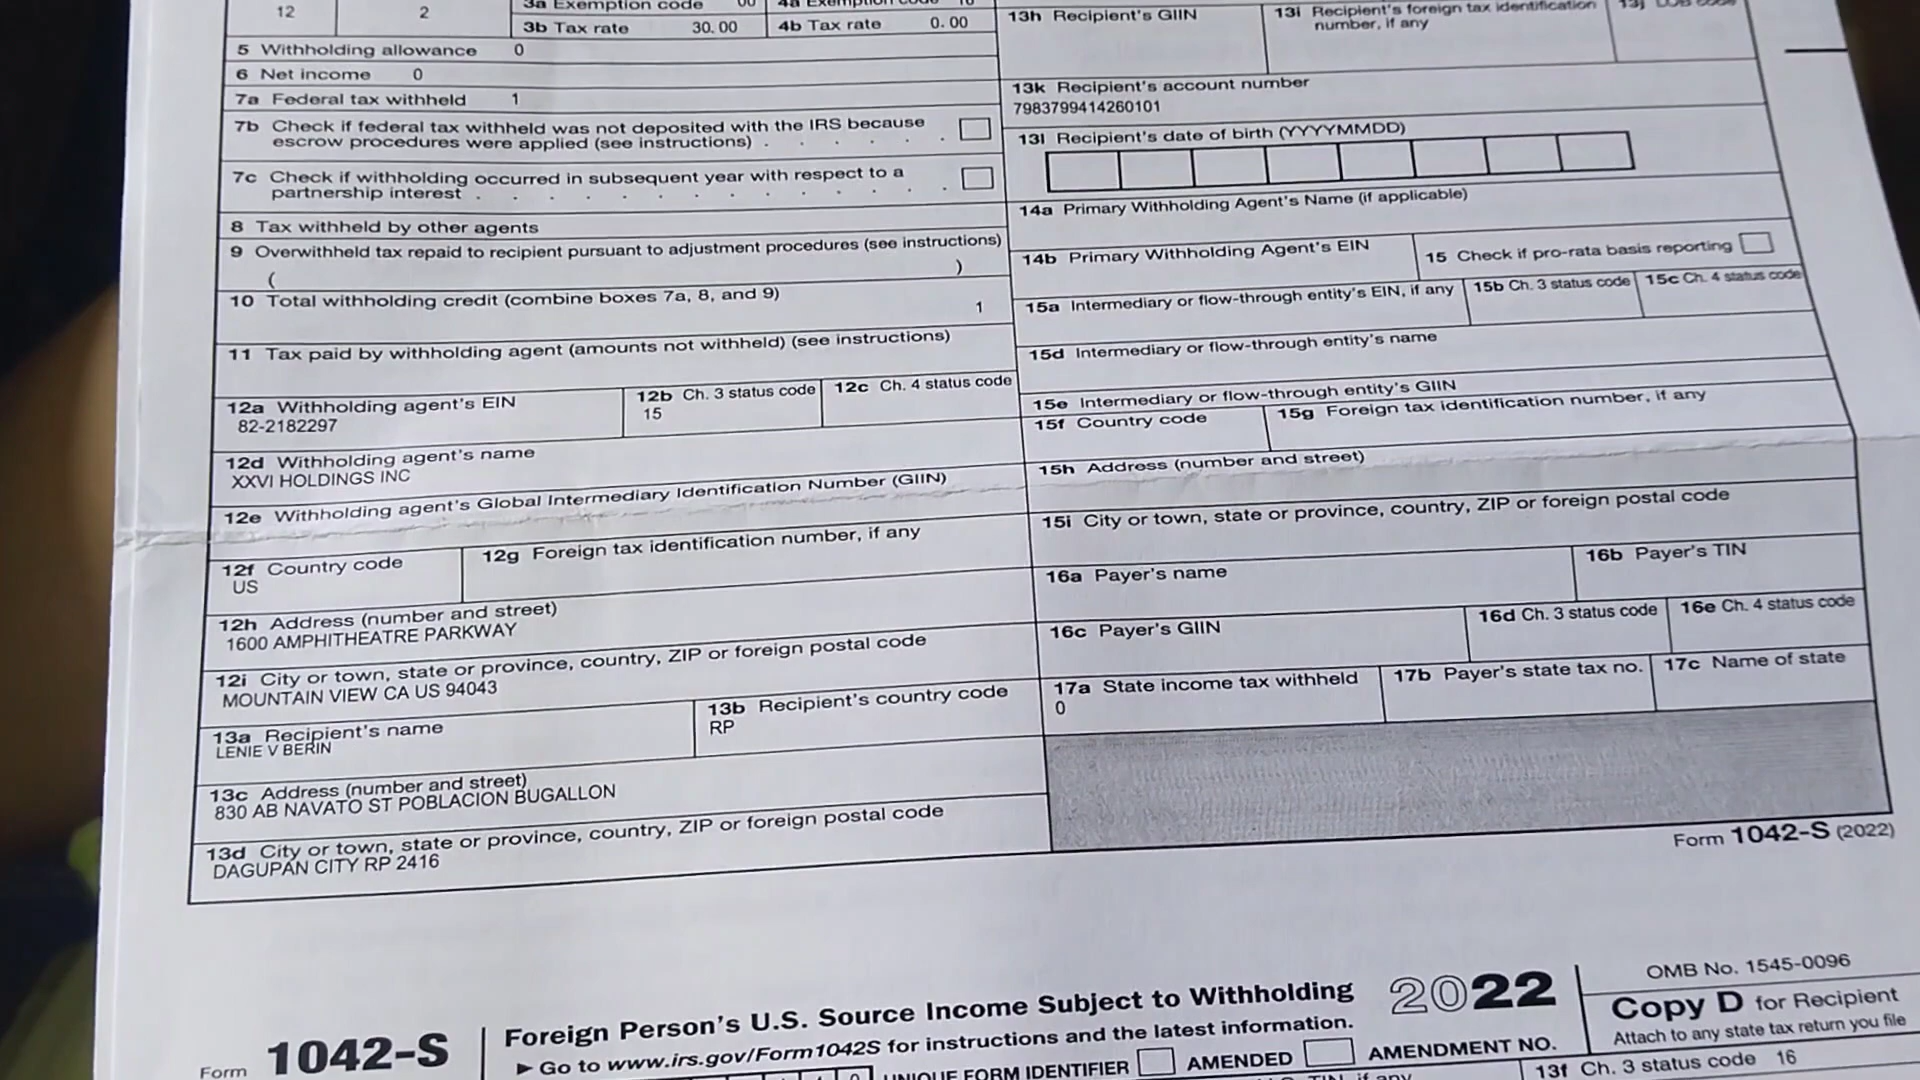 12
2
3a Exemption code 00
3b Tax rate 30.00
4a Exemption code
4b Tax rate 0.00
5 Withholding allowance 0
6 Net income 0
7a Federal tax withheld 1
7b Check if federal tax withheld was not deposited with the IRS because
escrow procedures were applied (see instructions) . . . . . .
7c Check if withholding occurred in subsequent year with respect to a
partnership interest . . . . . . . . . . . . . .
8 Tax withheld by other agents
9 Overwithheld tax repaid to recipient pursuant to adjustment procedures (see instructions)
( )
10 Total withholding credit (combine boxes 7a, 8, and 9)
1
11 Tax paid by withholding agent (amounts not withheld) (see instructions)
12a Withholding agent's EIN
82-2182297
12b Ch. 3 status code
15
12c Ch. 4 status code
12d Withholding agent's name
XXVI HOLDINGS INC
12e Withholding agent's Global Intermediary Identification Number (GIIN)
12f Country code
US
12g Foreign tax identification number, if any
12h Address (number and street)
1600 AMPHITHEATRE PARKWAY
12i City or town, state or province, country, ZIP or foreign postal code
MOUNTAIN VIEW CA US 94043
13a Recipient's name
LENIE V BERIN
13b Recipient's country code
RP
13c Address (number and street)
830 AB NAVATO ST POBLACION BUGALLON
13d City or town, state or province, country, ZIP or foreign postal code
DAGUPAN CITY RP 2416
13h Recipient's GIIN
13i Recipient's foreign tax identification
number, if any
13j LOB code
13k Recipient's account number
7983799414260101
13l Recipient's date of birth (YYYYMMDD)
14a Primary Withholding Agent's Name (if applicable)
14b Primary Withholding Agent's EIN
15 Check if pro-rata basis reporting
15a Intermediary or flow-through entity's EIN, if any
15b Ch. 3 status code
15c Ch. 4 status code
15d Intermediary or flow-through entity's name
15e Intermediary or flow-through entity's GIIN
15f Country code
15g Foreign tax identification number, if any
15h Address (number and street)
15i City or town, state or province, country, ZIP or foreign postal code
16a Payer's name
16b Payer's TIN
16c Payer's GIIN
16d Ch. 3 status code
16e Ch. 4 status code
17a State income tax withheld
0
17b Payer's state tax no.
17c Name of state
Form 1042-S (2022)
Form 1042-S
Foreign Person's U.S. Source Income Subject to Withholding
▶ Go to www.irs.gov/Form1042S for instructions and the latest information.
2022
OMB No. 1545-0096
Copy D for Recipient
Attach to any state tax return you file
UNIQUE FORM IDENTIFIER
AMENDED
AMENDMENT NO.
13f Ch. 3 status code 16